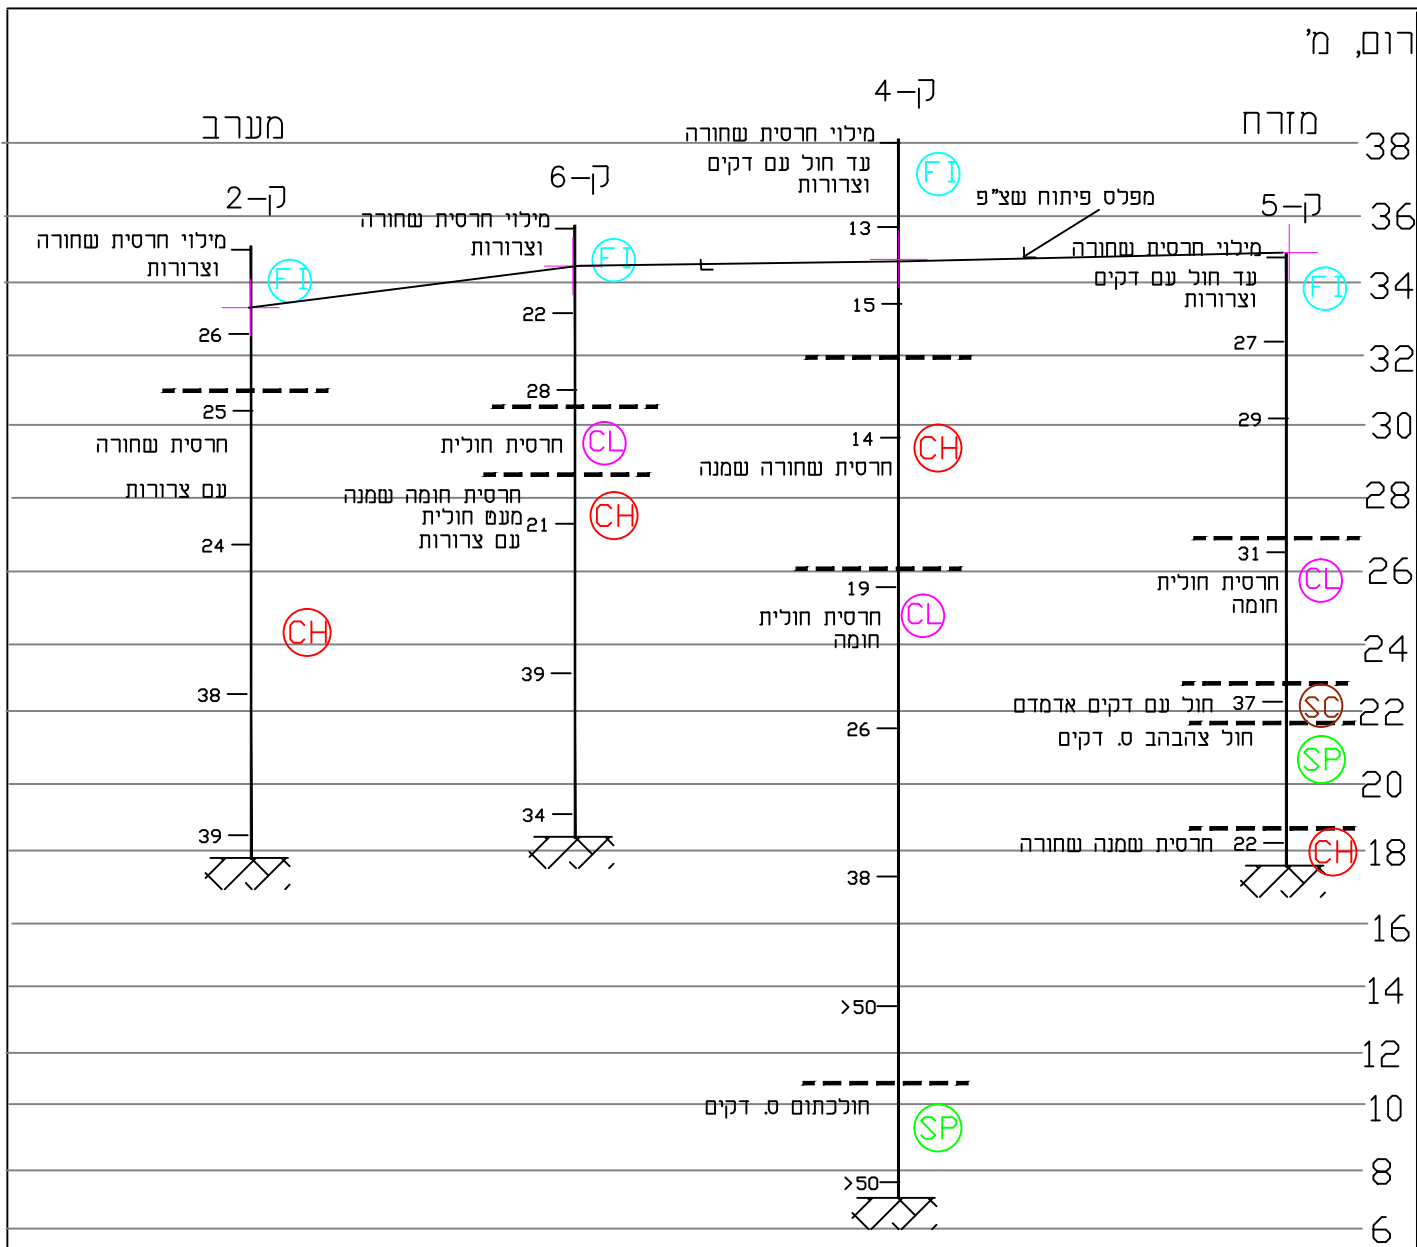 רום, מ'
מערב
מזרח
ק-2
מילוי חרסית שחורה
וצרורות
FI
26
25
חרסית שחורה
עם צרורות
24
CH
38
39
ק-6
מילוי חרסית שחורה
וצרורות
FI
22
28
חרסית חולית
CL
חרסית חומה שמנה
מעט חולית
עם צרורות
21
CH
39
34
ק-4
מילוי חרסית שחורה
עד חול עם דקים
וצרורות
FI
13
15
14
חרסית שחורה שמנה
CH
19
חרסית חולית
חומה
CL
26
38
>50
חולכתום ס. דקים
SP
>50
מפלס פיתוח שצ"פ
ק-5
מילוי חרסית שחורה
עד חול עם דקים
וצרורות
FI
27
29
31
חרסית חולית
חומה
CL
37
חול עם דקים אדמדם
SC
חול צהבהב ס. דקים
SP
חרסית שמנה שחורה
22
CH
38
36
34
32
30
28
26
24
22
20
18
16
14
12
10
8
6